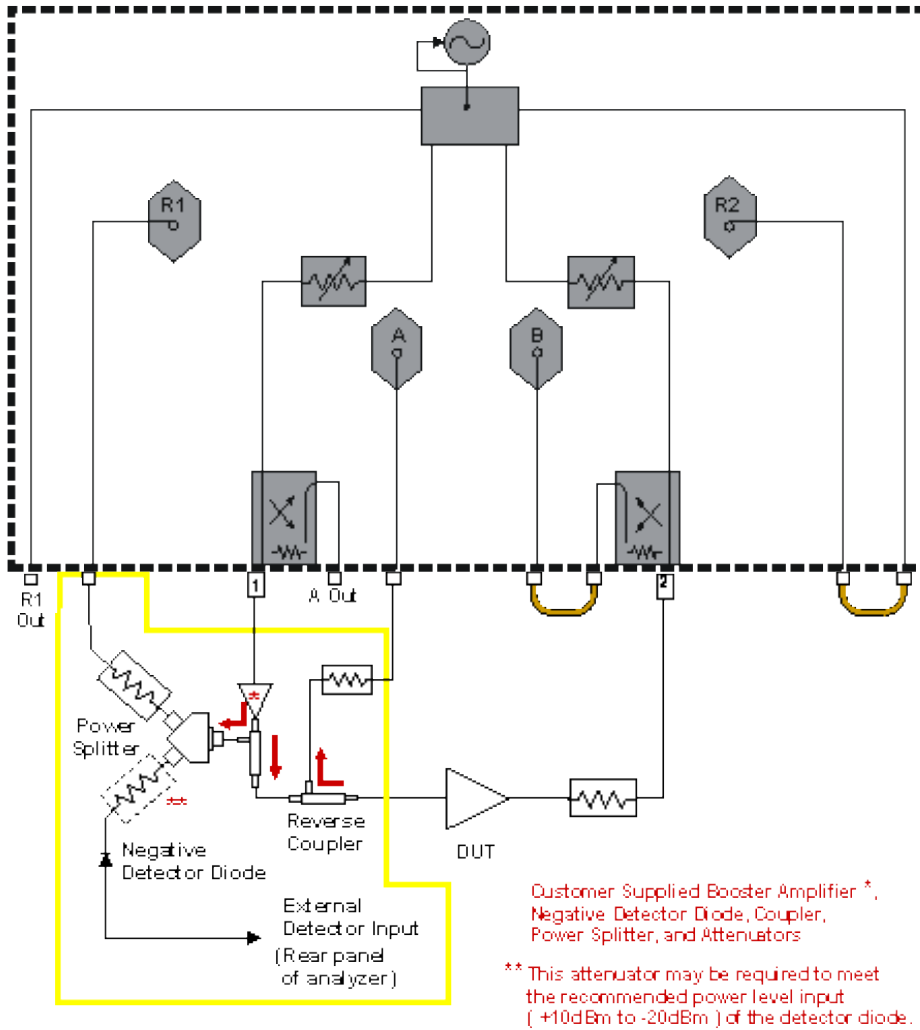 R1
R2
A
B
1
2
R1
Out
A Out
*
Power
Splitter
**
Reverse
Coupler
DUT
Negative
Detector Diode
External
Detector Input
(Rear panel
of analyzer)
Customer Supplied Booster Amplifier *,
Negative Detector Diode, Coupler,
Power Splitter, and Attenuators
** This attenuator may be required to meet
the recommended power level input
( +10dBm to -20dBm ) of the detector diode.